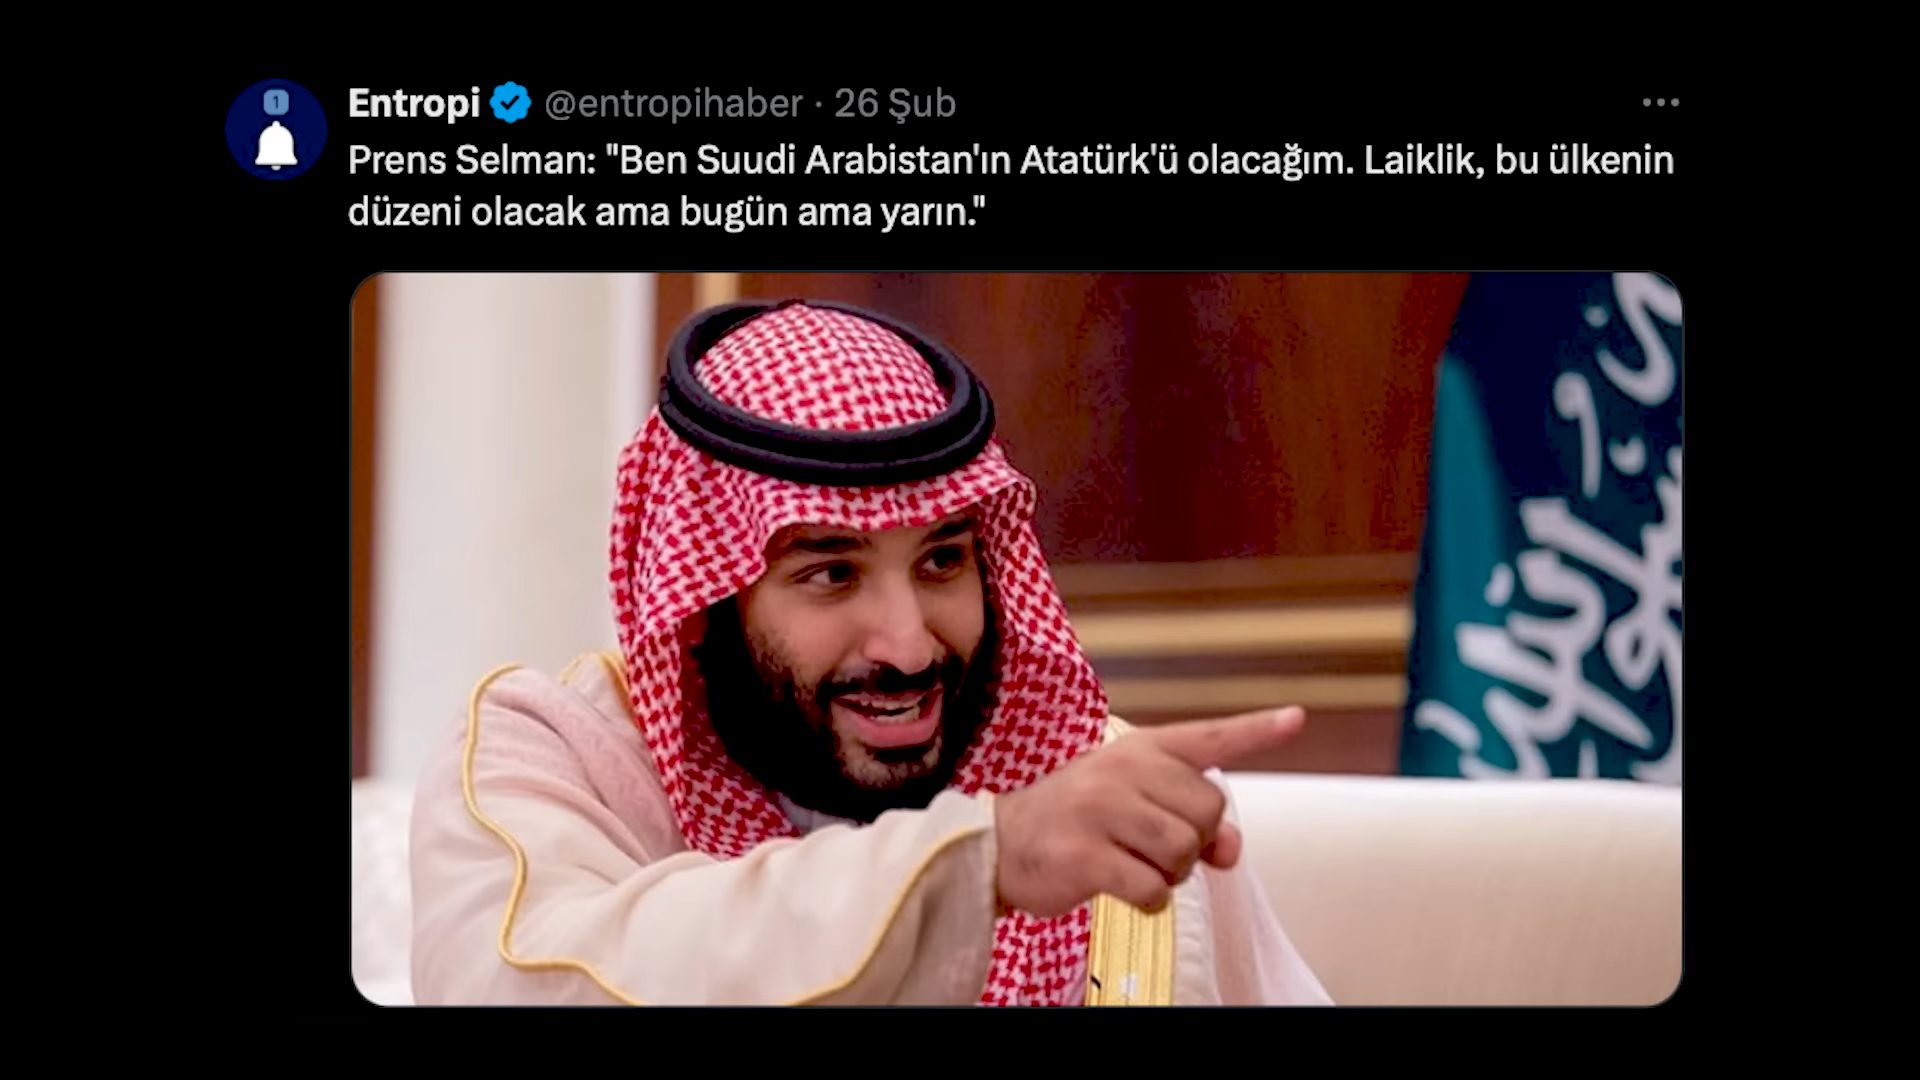 1
Entropi @entropihaber · 26 Şub
Prens Selman: "Ben Suudi Arabistan'ın Atatürk'ü olacağım. Laiklik, bu ülkenin
düzeni olacak ama bugün ama yarın."